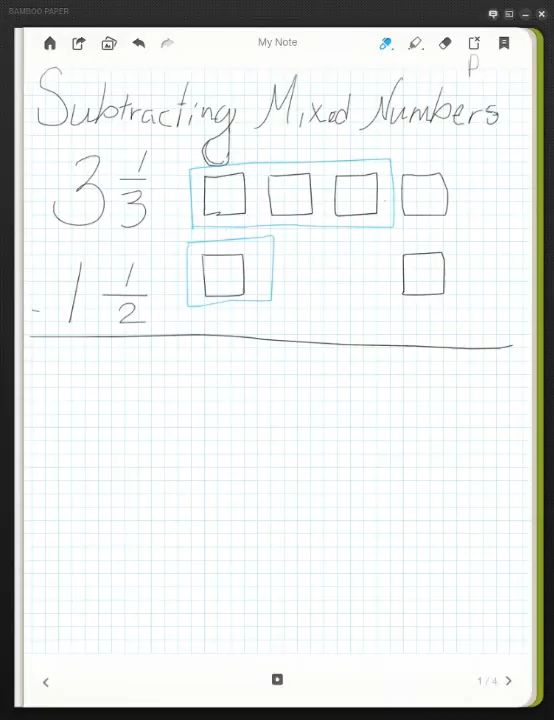 BAMBOO PAPER
My Note
P
Subtracting Mixed Numbers
3 1/3
- 1 1/2
1 / 4